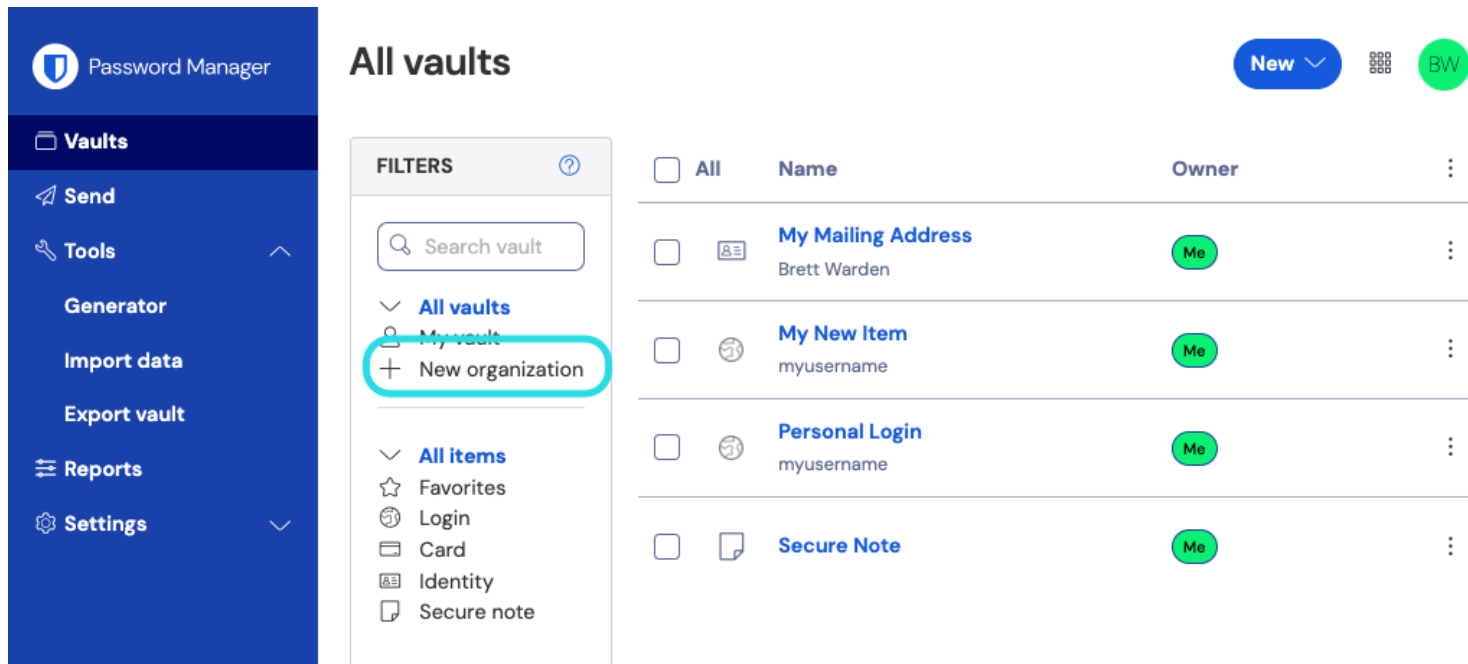 Password Manager
Vaults
Send
Tools
Generator
Import data
Export vault
Reports
Settings
All vaults
New
BW
FILTERS
Search vault
All vaults
My vault
New organization
All items
Favorites
Login
Card
Identity
Secure note
All Name Owner
My Mailing Address
Brett Warden
Me
My New Item
myusername
Me
Personal Login
myusername
Me
Secure Note
Me